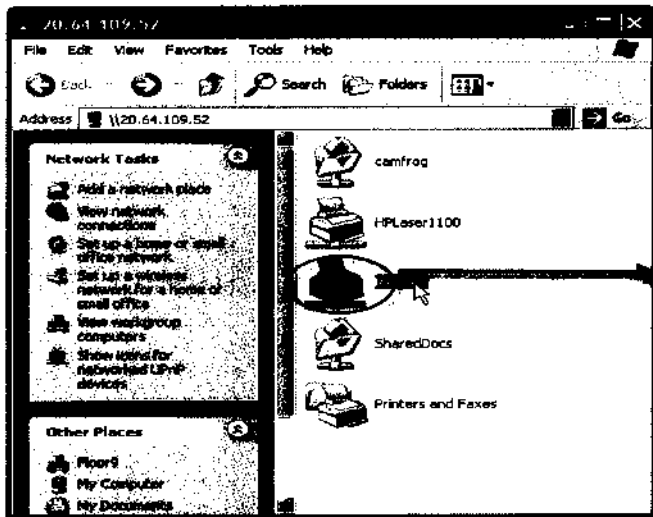 20.64.109.52
File Edit View Favorites Tools Help
Back Search Folders
Address \\20.64.109.52 Go
Network Tasks
Add a network place
View network
connections
Set up a home or small
office network
Set up a wireless
network for a home or
small office
View workgroup
computers
Show icons for
networked UPnP
devices
Other Places
Floor9
My Computer
My Documents
camfrog
HPLaser1100
SharedDocs
Printers and Faxes